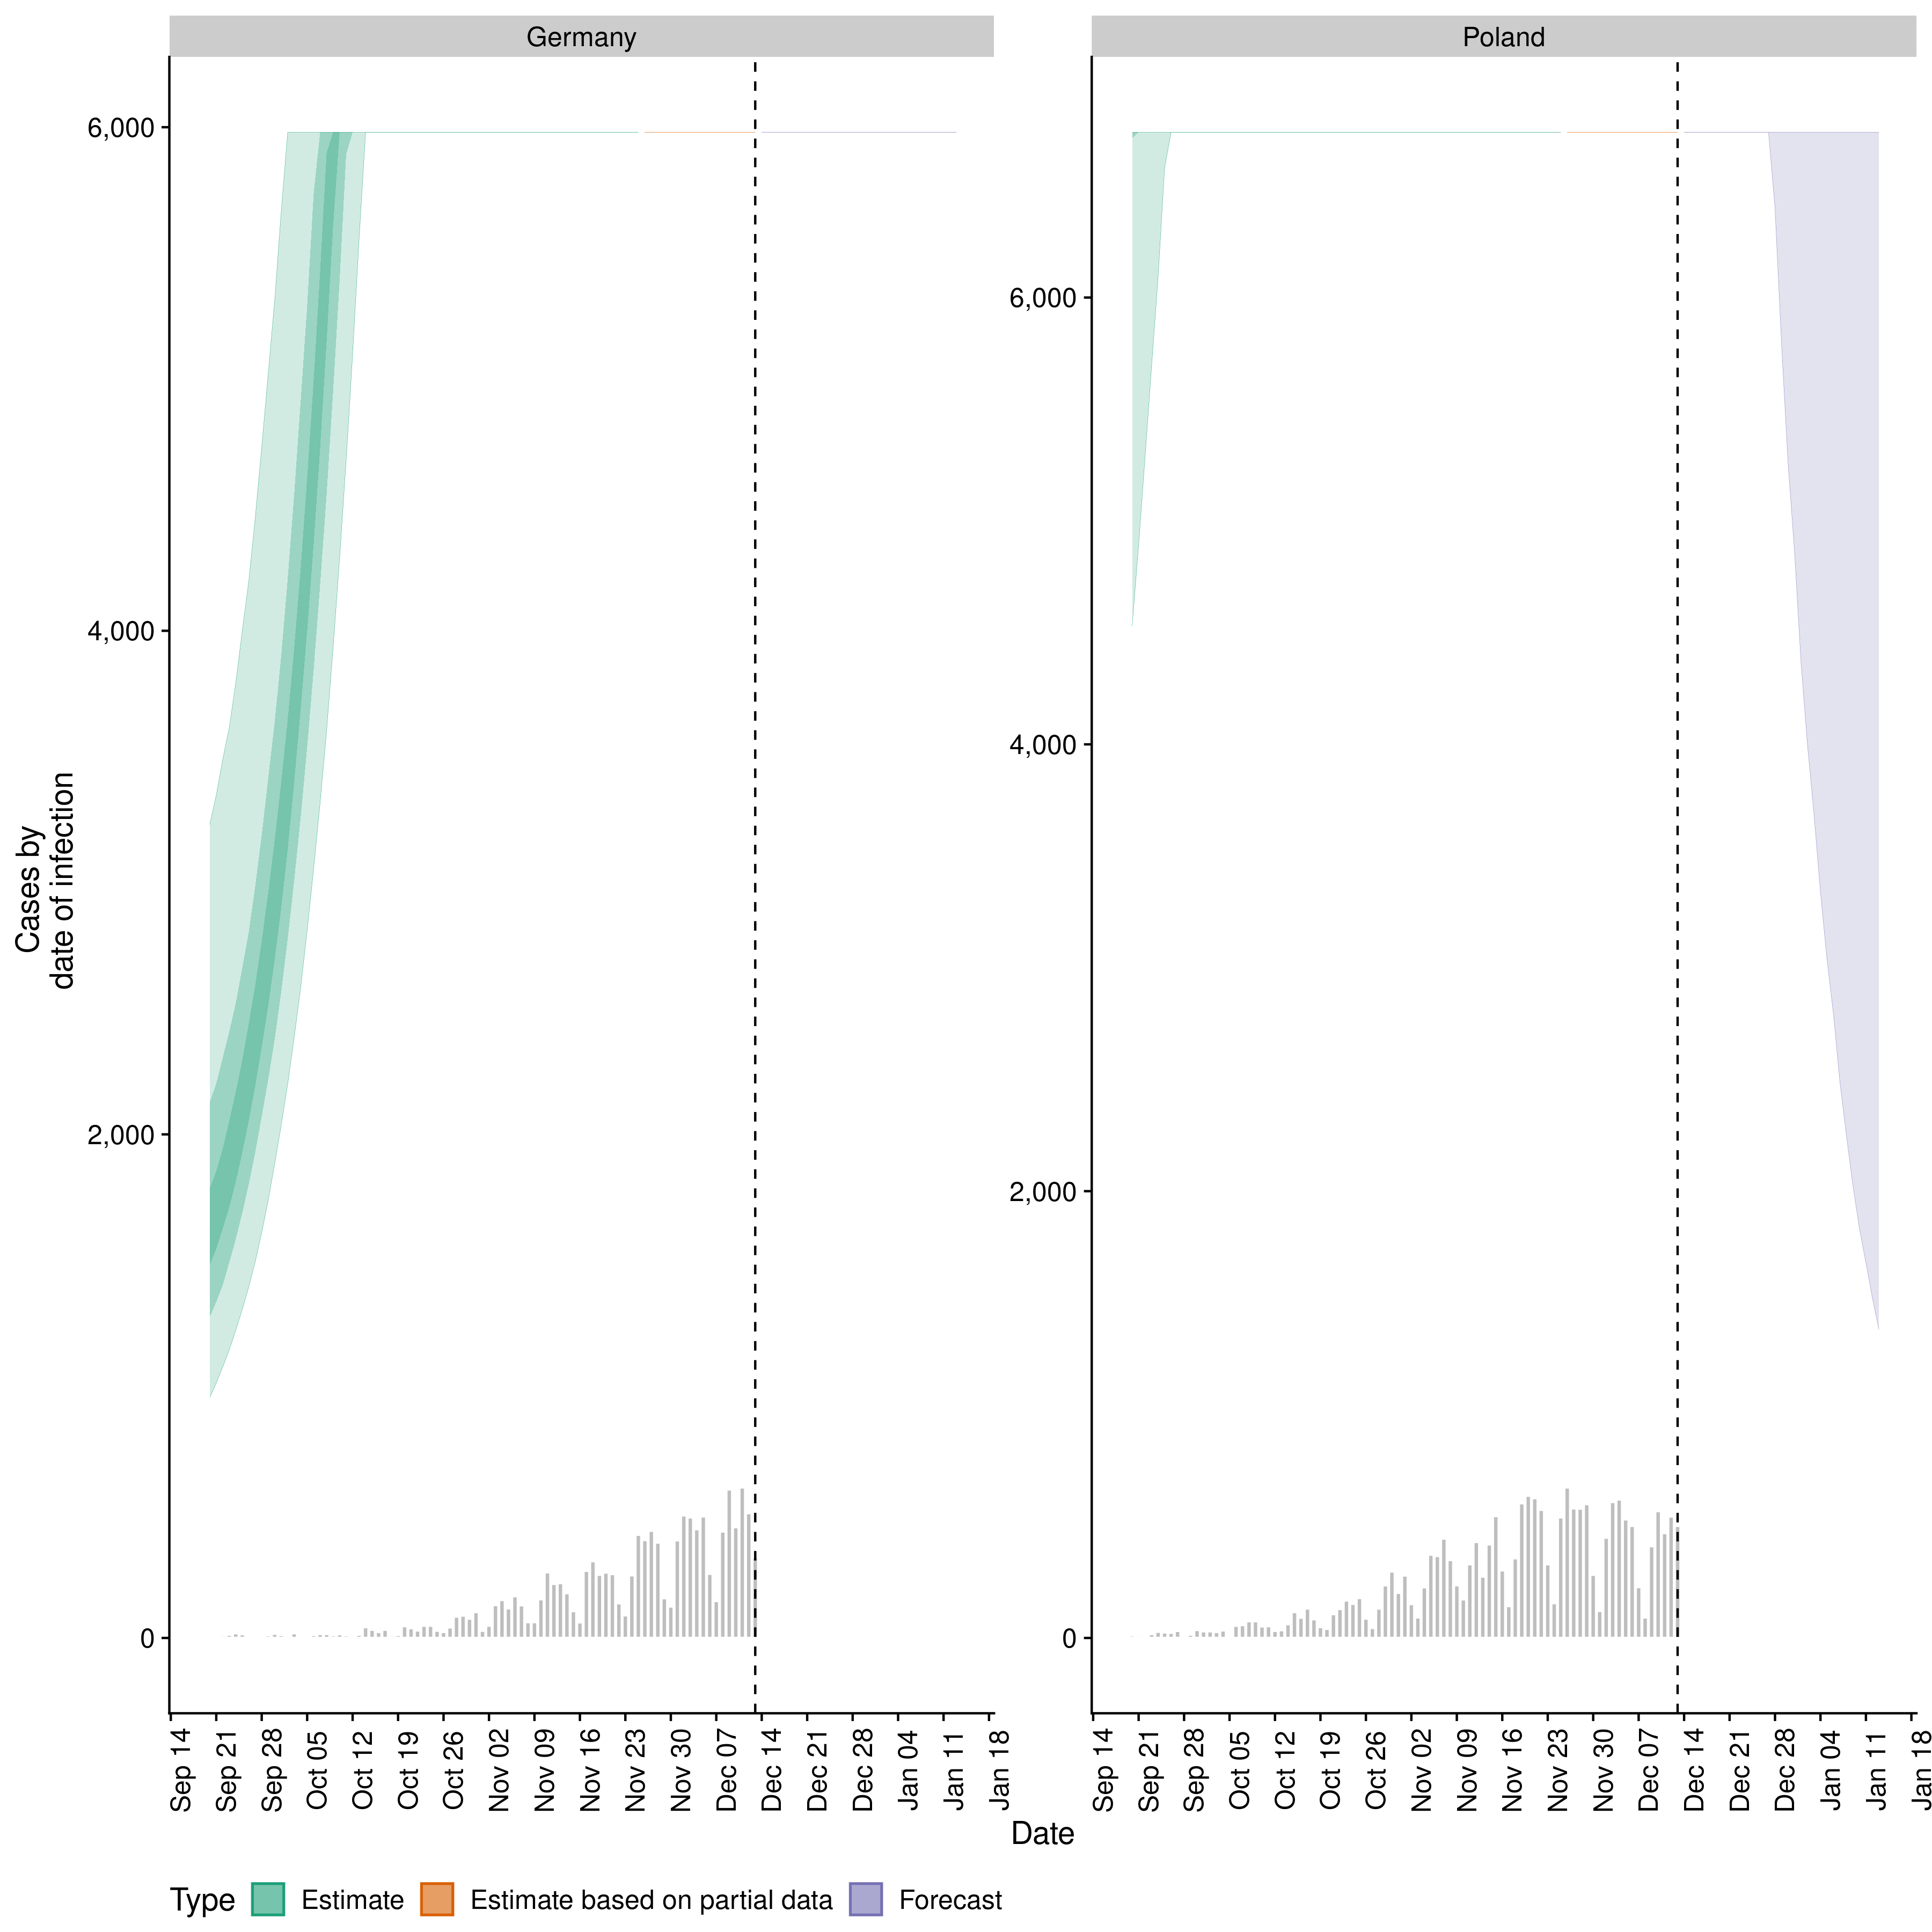 Germany
Poland
Cases by
date of infection
6,000
4,000
2,000
0
6,000
4,000
2,000
0
Sep 14
Sep 21
Sep 28
Oct 05
Oct 12
Oct 19
Oct 26
Nov 02
Nov 09
Nov 16
Nov 23
Nov 30
Dec 07
Dec 14
Dec 21
Dec 28
Jan 04
Jan 11
Jan 18
Sep 14
Sep 21
Sep 28
Oct 05
Oct 12
Oct 19
Oct 26
Nov 02
Nov 09
Nov 16
Nov 23
Nov 30
Dec 07
Dec 14
Dec 21
Dec 28
Jan 04
Jan 11
Jan 18
Date
Type Estimate Estimate based on partial data Forecast